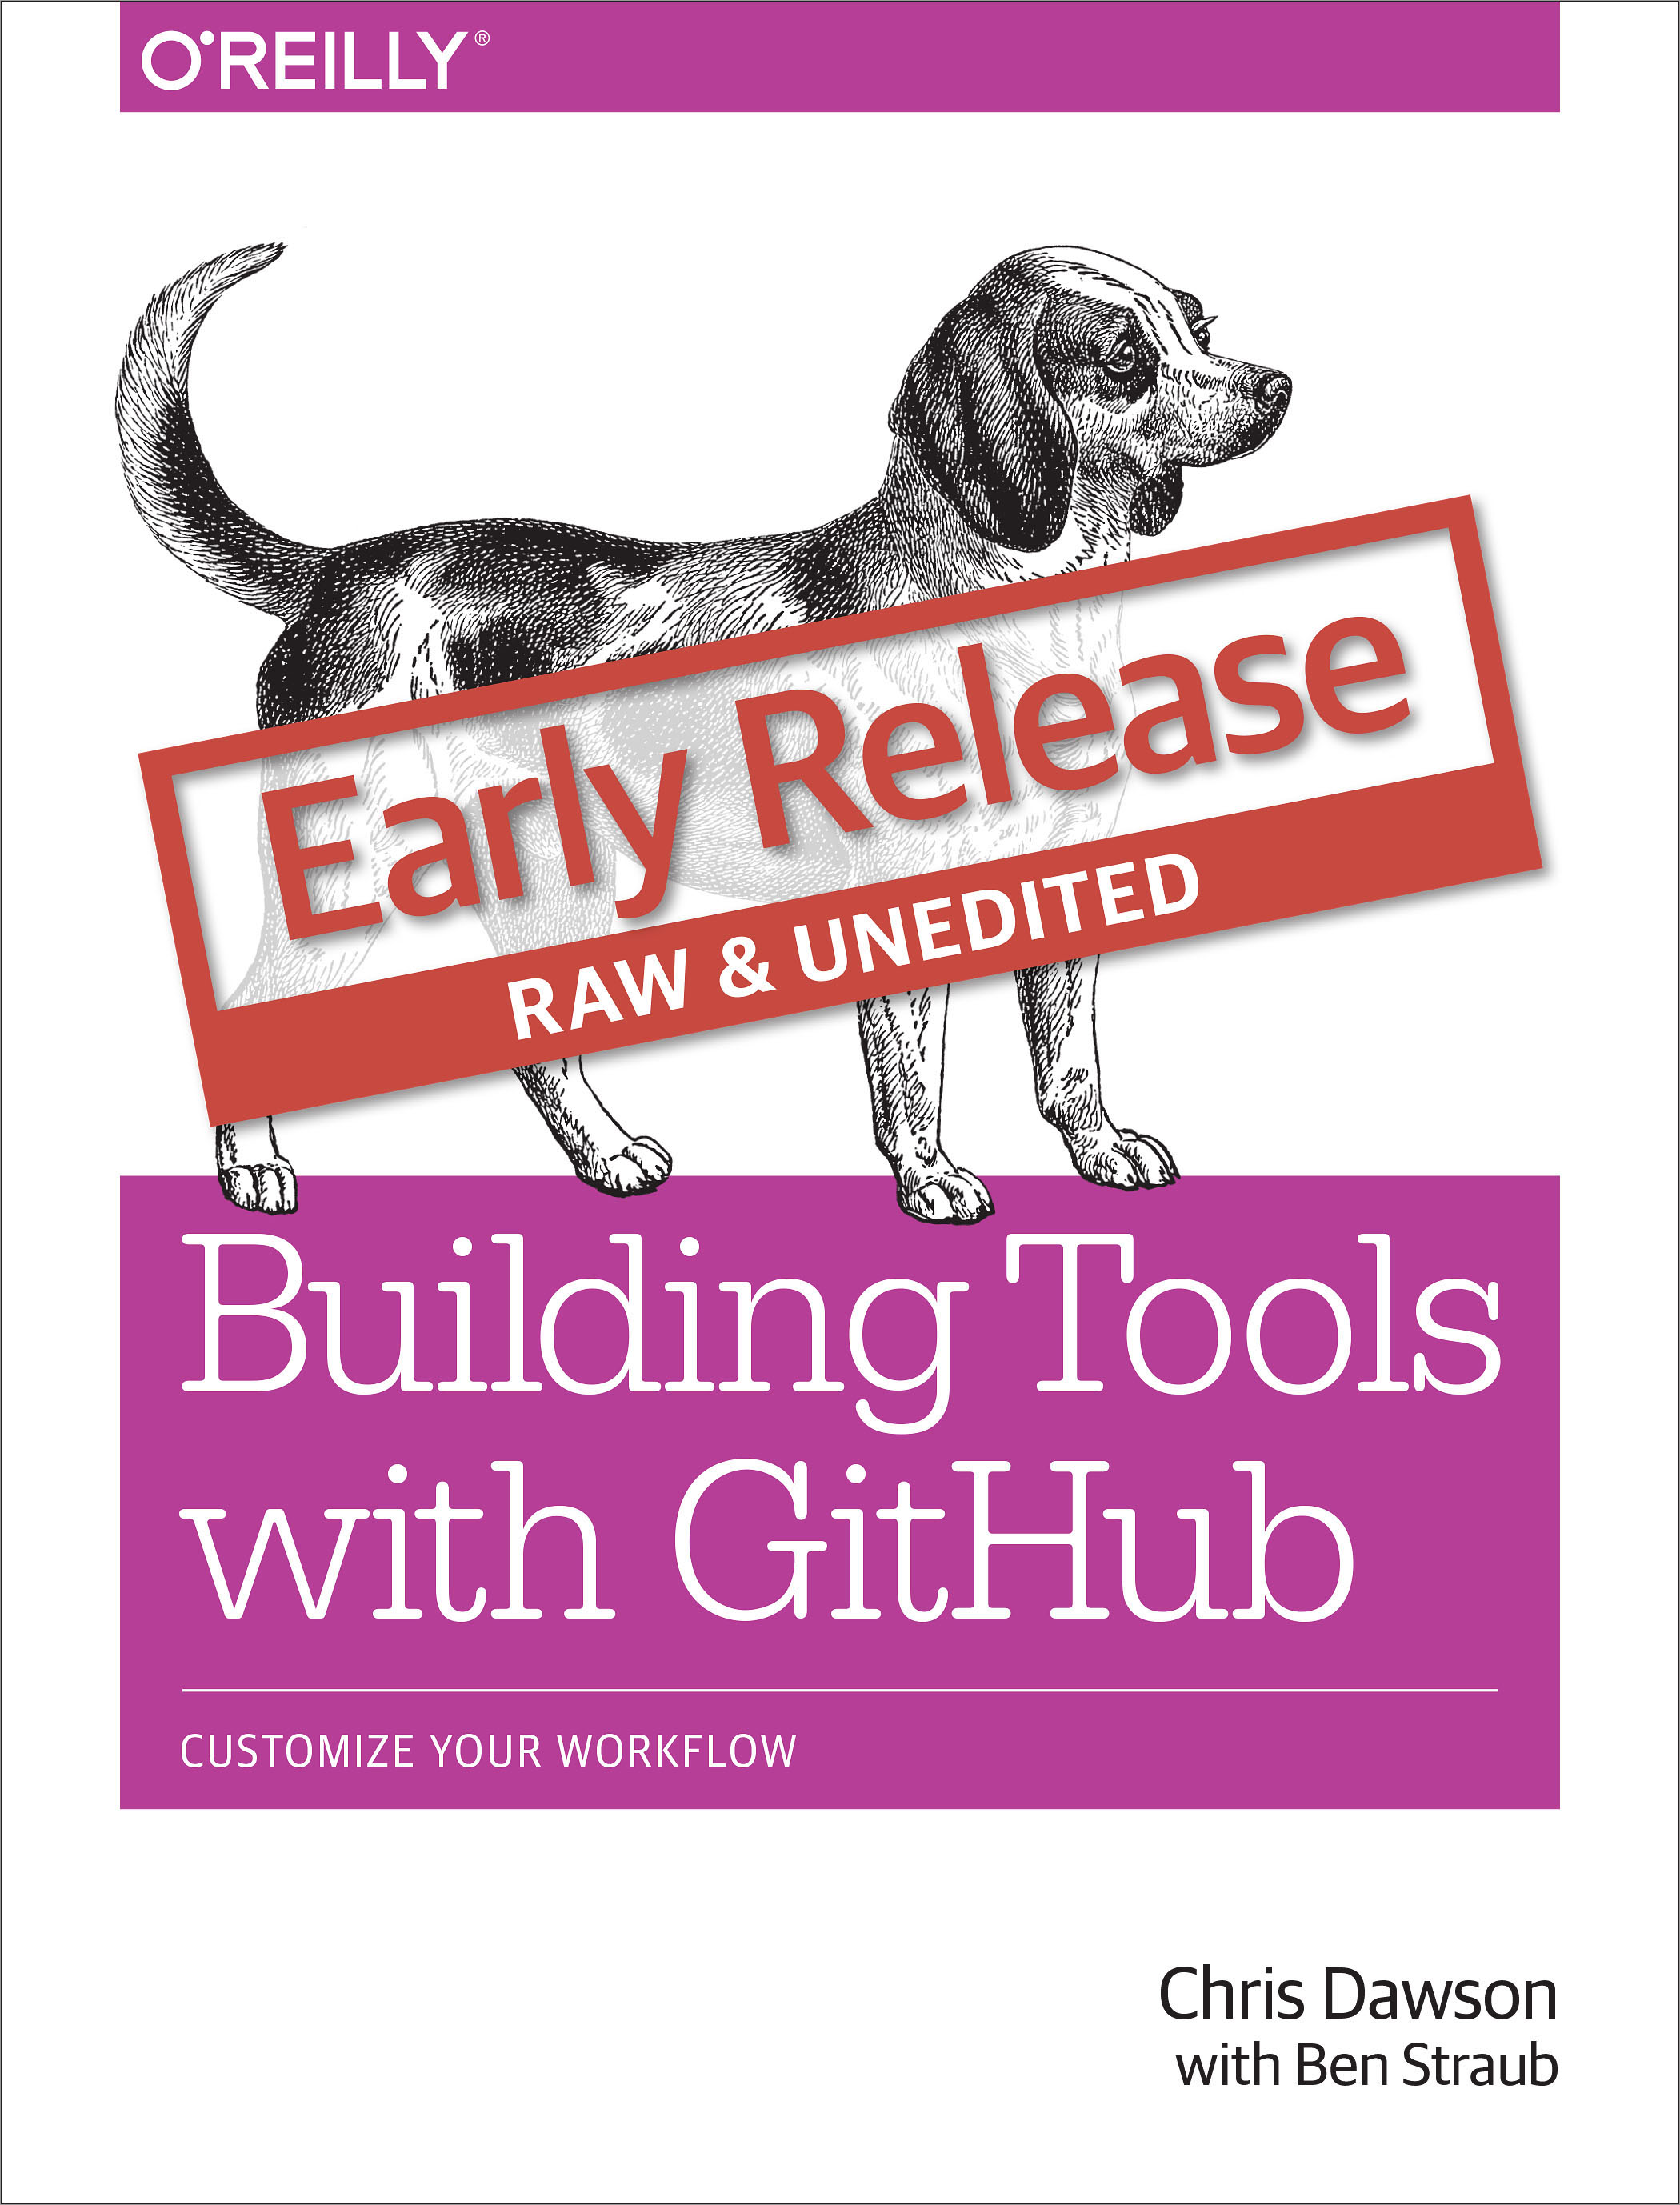 O'REILLY®
Early Release
RAW & UNEDITED
Building Tools
with GitHub
CUSTOMIZE YOUR WORKFLOW
Chris Dawson
with Ben Straub